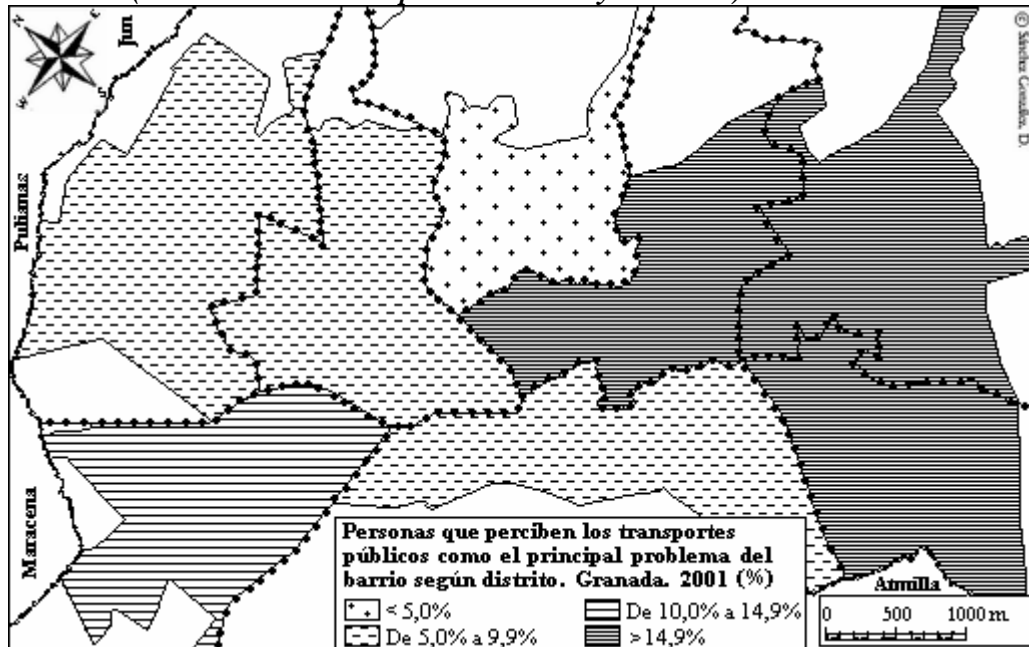 N
E
W
S
Jun
© Sánchez González, D.
Pulianas
Maracena
Personas que perciben los transportes
públicos como el principal problema del
barrio según distrito. Granada. 2001 (%)
< 5,0%
De 5,0% a 9,9%
De 10,0% a 14,9%
>14,9%
Armilla
0 500 1000 m.